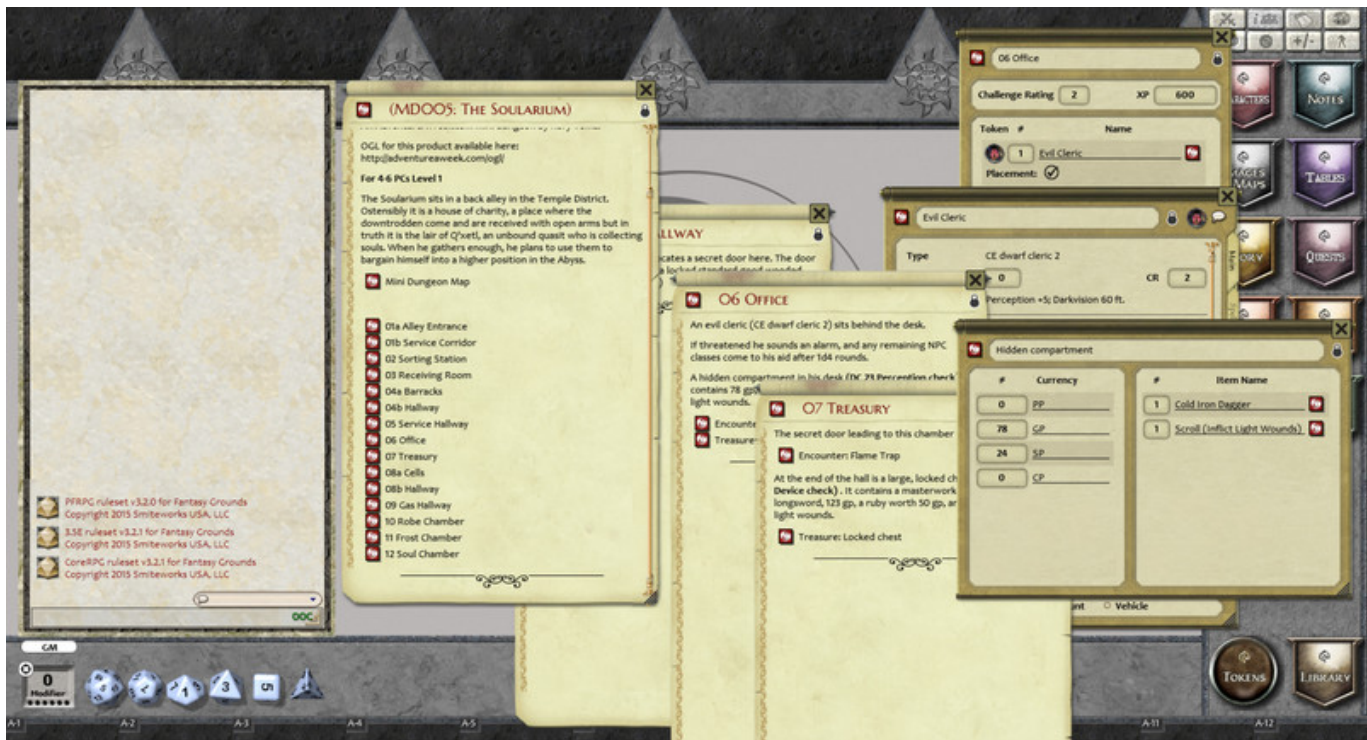 (MD005: The Soularium)
OGL for this product available here:
http://adventureaweek.com/ogl/
For 4-6 PCs Level 1
The Soularium sits in a back alley in the Temple District.
Ostensibly it is a house of charity, a place where the
downtrodden come and are received with open arms but in
truth it is the lair of Q'xetl, an unbound quasit who is collecting
souls. When he gathers enough, he plans to use them to
bargain himself into a higher position in the Abyss.
Mini Dungeon Map
01a Alley Entrance
01b Service Corridor
02 Sorting Station
03 Receiving Room
04a Barracks
04b Hallway
05 Service Hallway
06 Office
07 Treasury
08a Cells
08b Hallway
09 Gas Hallway
10 Robe Chamber
11 Frost Chamber
12 Soul Chamber
PFRPG ruleset v3.2.0 for Fantasy Grounds
Copyright 2015 Smiteworks USA, LLC
3.5E ruleset v3.2.1 for Fantasy Grounds
Copyright 2015 Smiteworks USA, LLC
CoreRPG ruleset v3.2.1 for Fantasy Grounds
Copyright 2015 Smiteworks USA, LLC
OOC
GM
0
Modifier
1
3
5
llway
cates a secret door here. The door
06 Office
An evil cleric (CE dwarf cleric 2) sits behind the desk.
If threatened he sounds an alarm, and any remaining NPC
classes come to his aid after 1d4 rounds.
A hidden compartment in his desk (DC 23 Perception check)
contains 78 gp
light wounds.
Encounte
Treasure
07 Treasury
The secret door leading to this chamber
Encounter: Flame Trap
At the end of the hall is a large, locked ch
Device check) . It contains a masterwork
longsword, 123 gp, a ruby worth 50 gp, an
light wounds.
Treasure: Locked chest
06 Office
Challenge Rating 2 XP 600
Token # Name
1 Evil Cleric
Placement:
Evil Cleric
Type CE dwarf cleric 2
0 CR 2
Perception +5; Darkvision 60 ft.
Main
Hidden compartment
# Currency
0 PP
78 GP
24 SP
0 CP
# Item Name
1 Cold Iron Dagger
1 Scroll (Inflict Light Wounds)
Vehicle
+/-
Notes
Maps
Tables
Quests
Tokens
Library
A-1 A-2 A-3 A-4 A-5 A-11 A-12